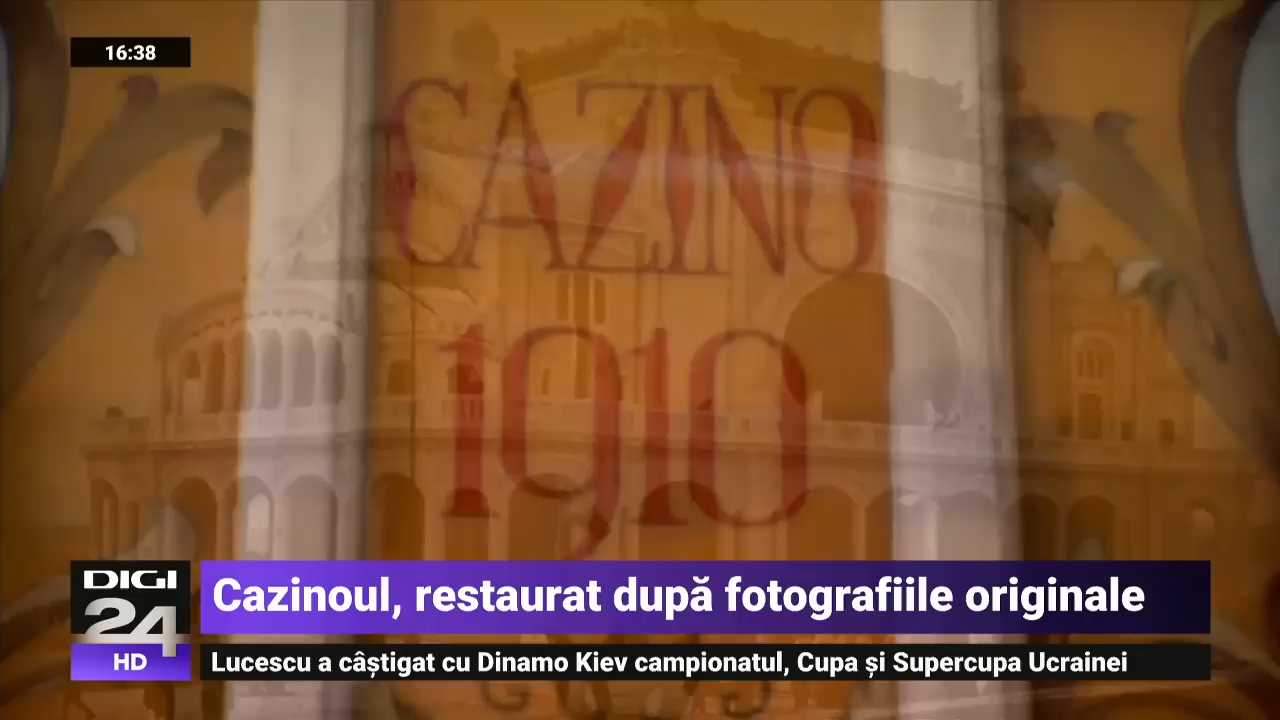 16:38
CAZINO
1910
DIGI
24
HD
Cazinoul, restaurat după fotografiile originale
Lucescu a câștigat cu Dinamo Kiev campionatul, Cupa și Supercupa Ucrainei